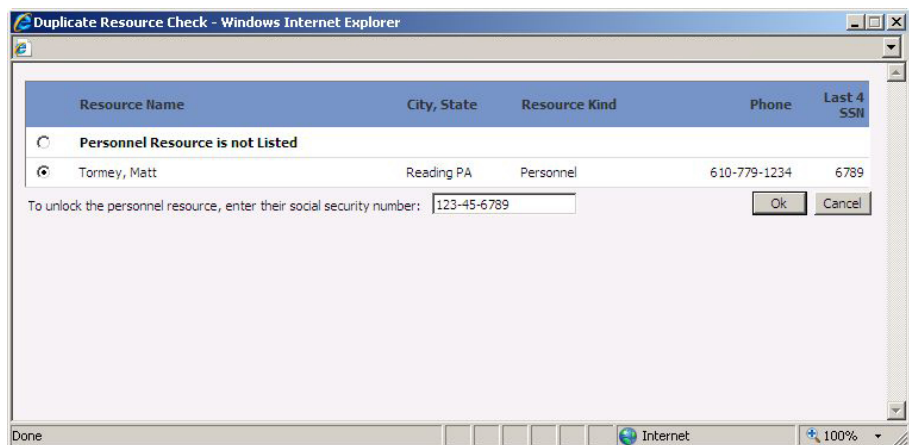 Duplicate Resource Check - Windows Internet Explorer
Resource Name City, State Resource Kind Phone Last 4 SSN
Personnel Resource is not Listed
Tormey, Matt Reading PA Personnel 610-779-1234 6789
To unlock the personnel resource, enter their social security number: 123-45-6789 Ok Cancel
Done Internet 100%